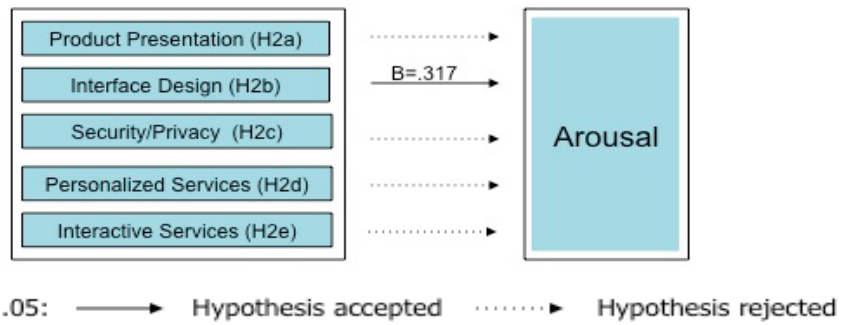 Product Presentation (H2a)
Interface Design (H2b)
B=.317
Security/Privacy (H2c)
Arousal
Personalized Services (H2d)
Interactive Services (H2e)
.05: Hypothesis accepted Hypothesis rejected